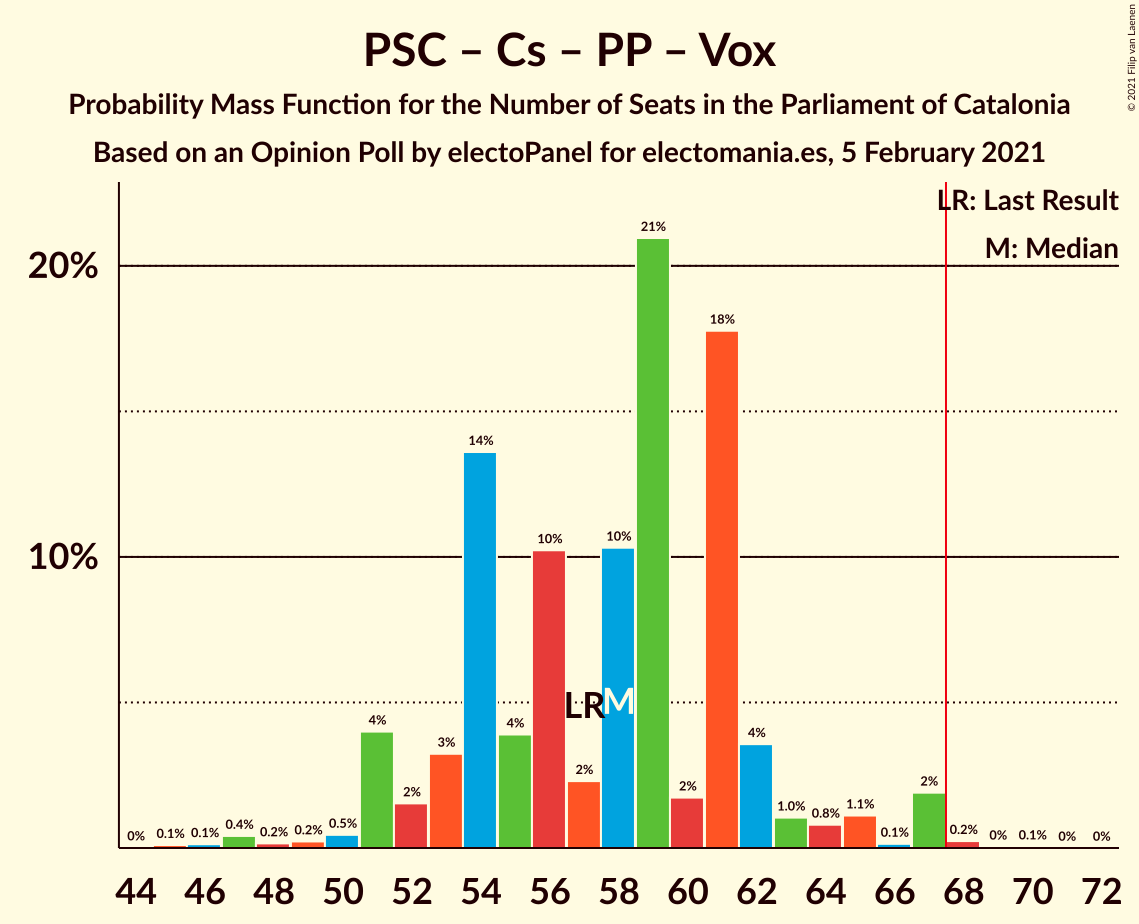 PSC – Cs – PP – Vox
Probability Mass Function for the Number of Seats in the Parliament of Catalonia
Based on an Opinion Poll by electoPanel for electomania.es, 5 February 2021
© 2021 Filip van Laenen
LR: Last Result
M: Median
20%
10%
0% 0.1% 0.1% 0.4% 0.2% 0.2% 0.5% 4% 2% 3% 14% 4% 10% 2% 10% 21% 2% 18% 4% 1.0% 0.8% 1.1% 0.1% 2% 0.2% 0% 0.1% 0% 0%
LR M
44 46 48 50 52 54 56 58 60 62 64 66 68 70 72